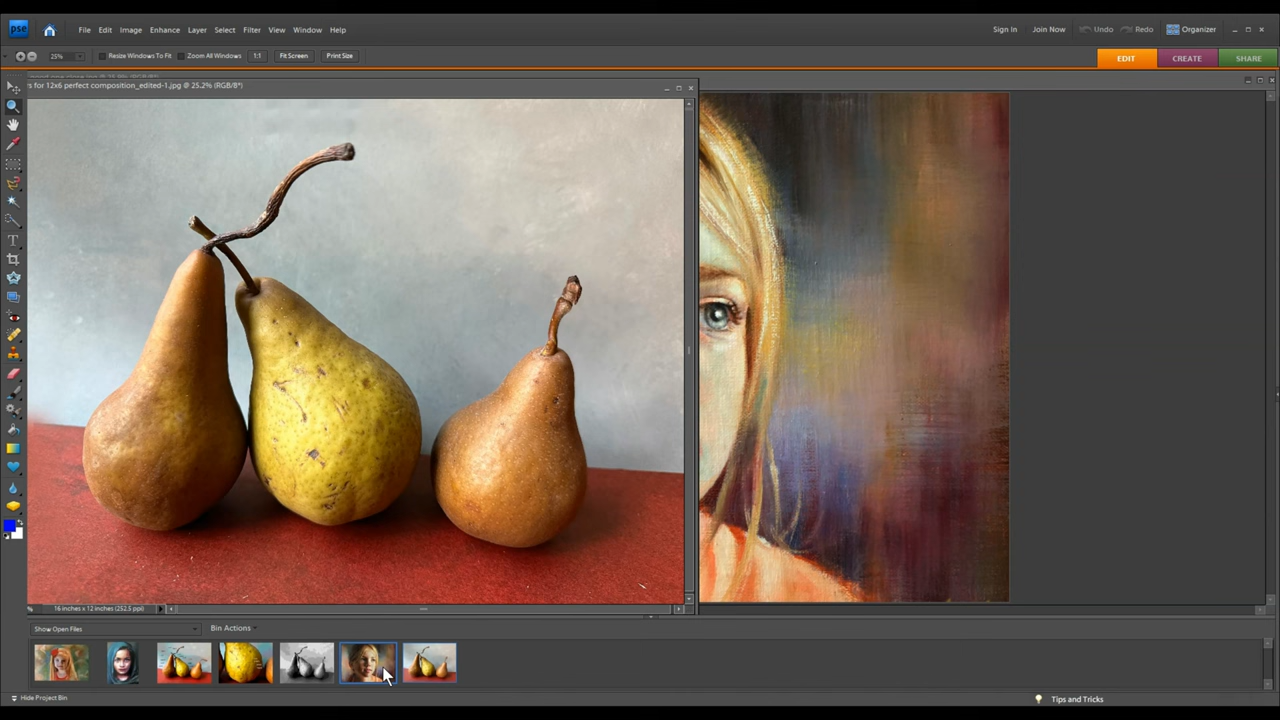 pse File Edit Image Enhance Layer Select Filter View Window Help Sign In Join Now Undo Redo Organizer
25% Resize Windows To Fit Zoom All Windows 1:1 Fit Screen Print Size EDIT CREATE SHARE
rs for 12x6 perfect composition_edited-1.jpg @ 25.2% (RGB/8*)
T
% 16 inches x 12 inches (252.5 ppi)
Show Open Files Bin Actions
Hide Project Bin Tips and Tricks